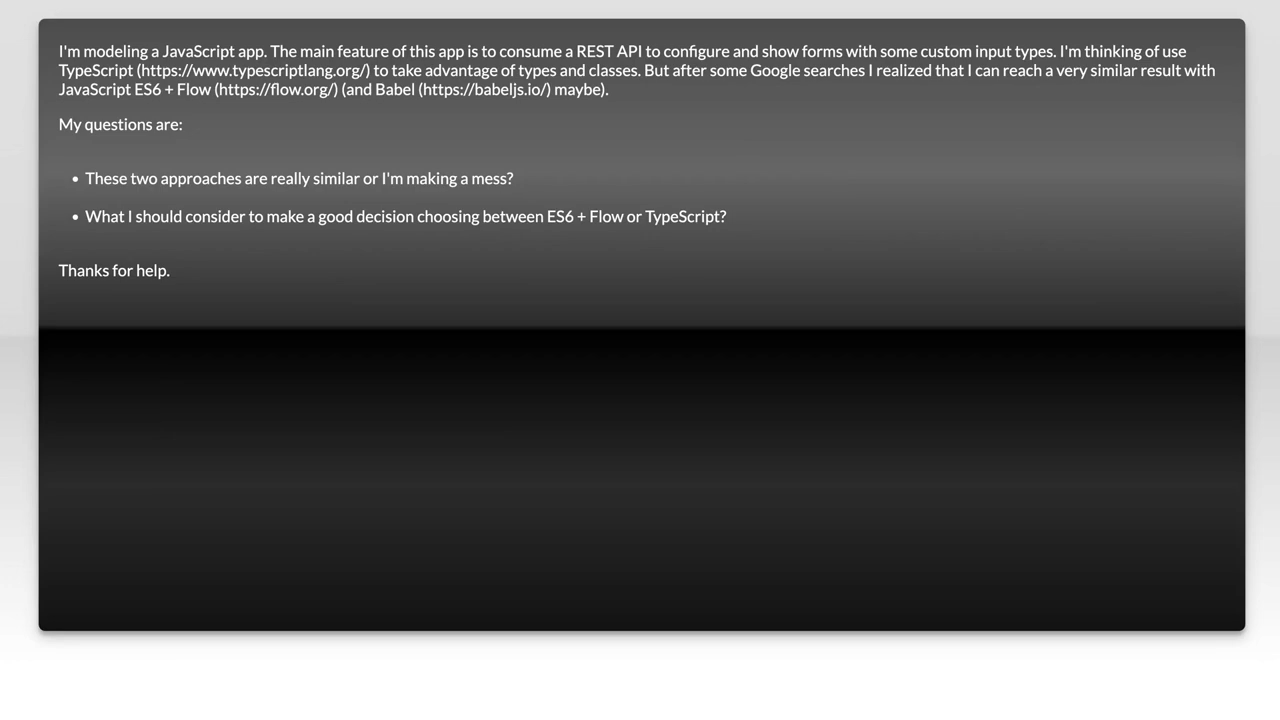 I'm modeling a JavaScript app. The main feature of this app is to consume a REST API to configure and show forms with some custom input types. I'm thinking of use
TypeScript (https://www.typescriptlang.org/) to take advantage of types and classes. But after some Google searches I realized that I can reach a very similar result with
JavaScript ES6 + Flow (https://flow.org/) (and Babel (https://babeljs.io/) maybe).
My questions are:
• These two approaches are really similar or I'm making a mess?
• What I should consider to make a good decision choosing between ES6 + Flow or TypeScript?
Thanks for help.